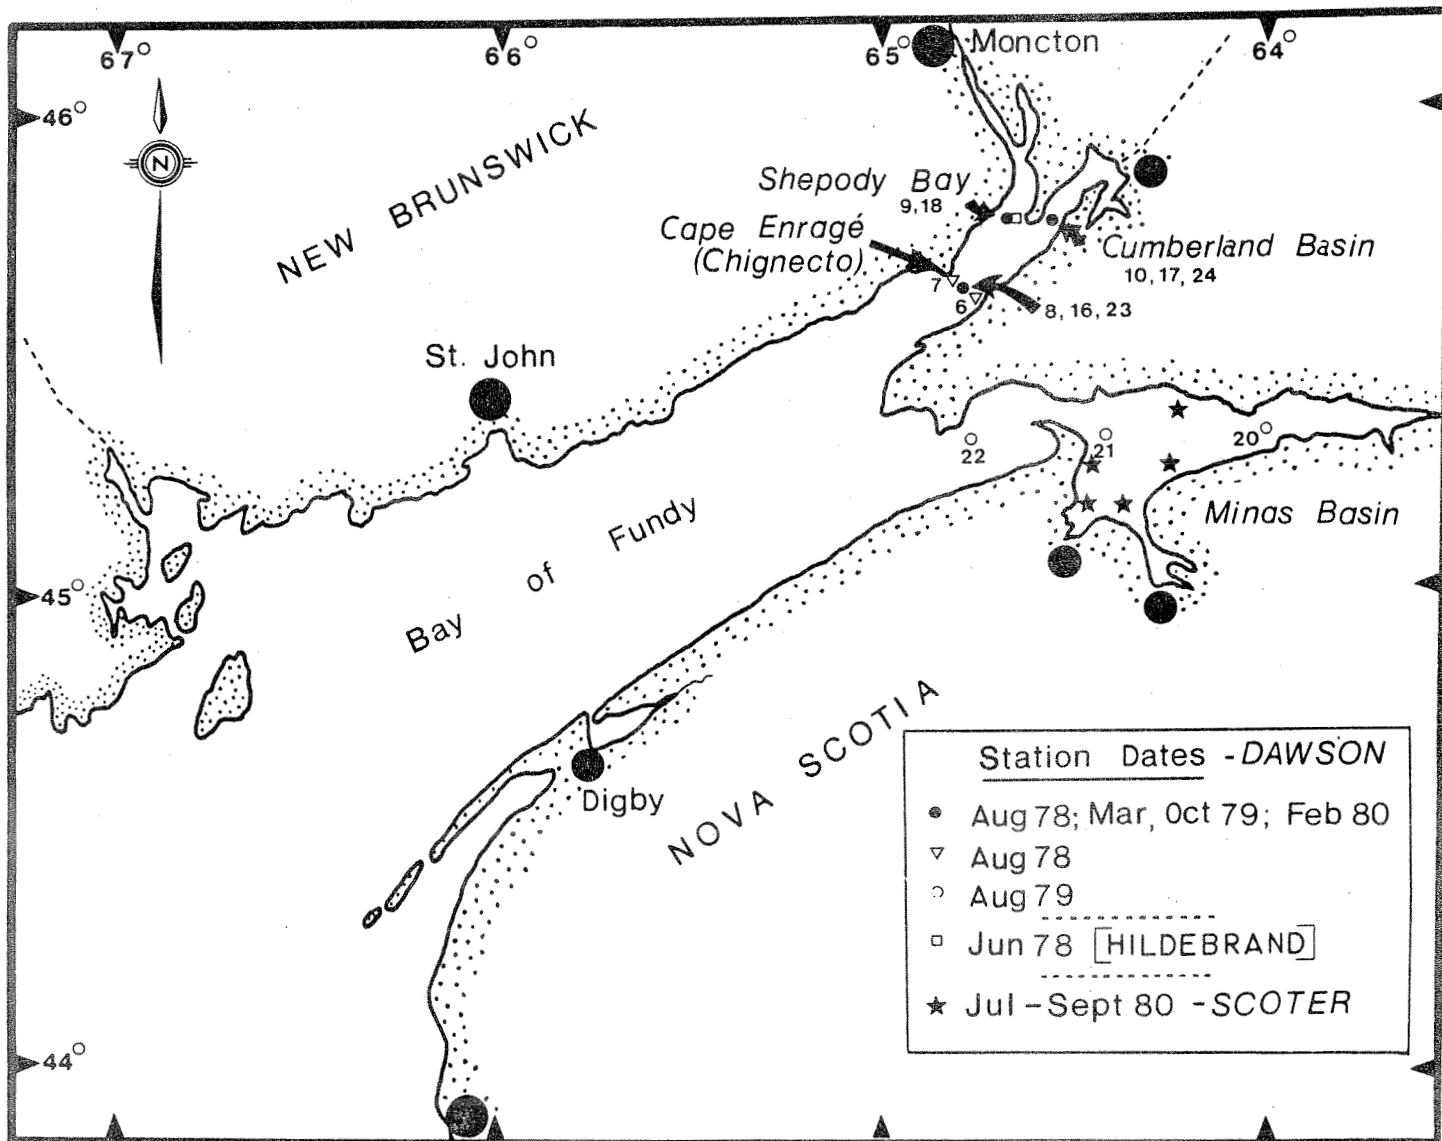 67°
66°
65°
64°
Moncton
46°
N
NEW BRUNSWICK
Shepody Bay
9,18
Cape Enragé
(Chignecto)
Cumberland Basin
10, 17, 24
7
6
8, 16, 23
St. John
22
21
20°
Minas Basin
Bay of Fundy
45°
NOVA SCOTIA
Digby
44°
Station Dates - DAWSON
Aug 78; Mar, Oct 79; Feb 80
Aug 78
Aug 79
Jun 78 [HILDEBRAND]
Jul - Sept 80 - SCOTER